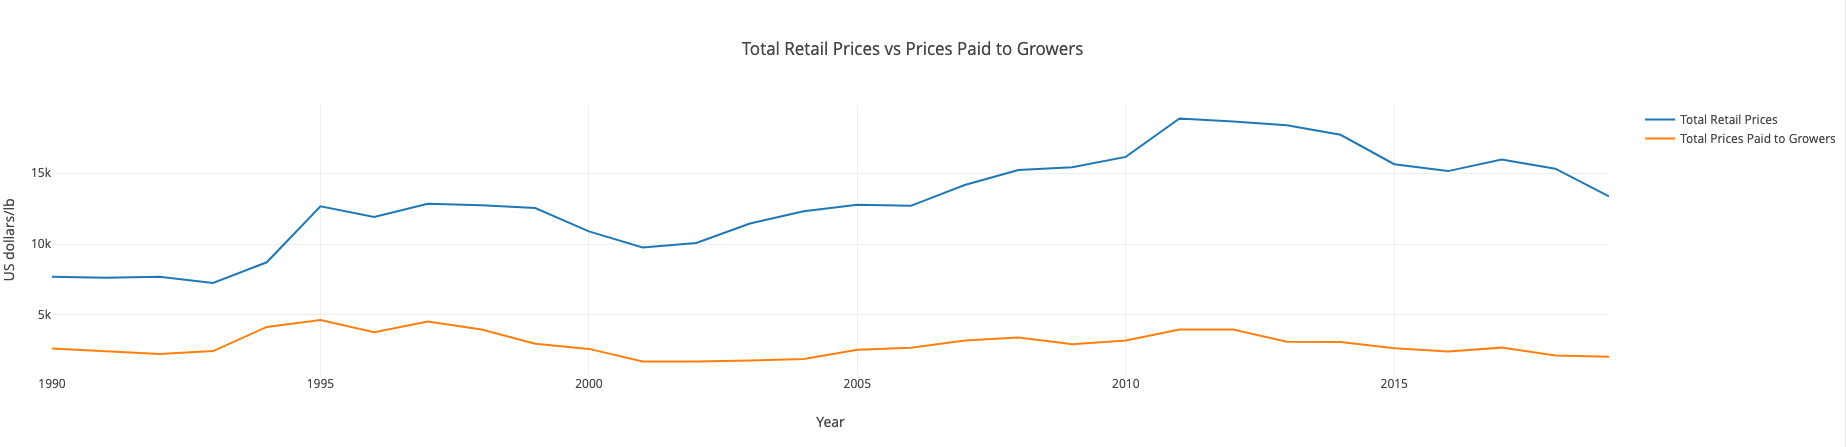 Total Retail Prices vs Prices Paid to Growers
Total Retail Prices
Total Prices Paid to Growers
15k
10k
5k
US dollars/lb
1990 1995 2000 2005 2010 2015
Year